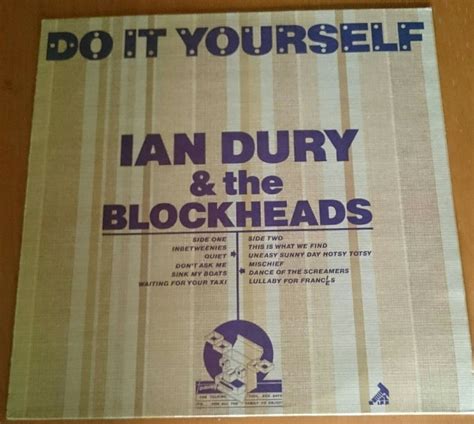 DO IT YOURSELF
IAN DURY
& the
BLOCKHEADS
SIDE ONE
INBETWEENIES
QUIET
DON'T ASK ME
SINK MY BOATS
WAITING FOR YOUR TAXI
SIDE TWO
THIS IS WHAT WE FIND
UNEASY SUNNY DAY HOTSY TOTSY
MISCHIEF
DANCE OF THE SCREAMERS
LULLABY FOR FRANCES